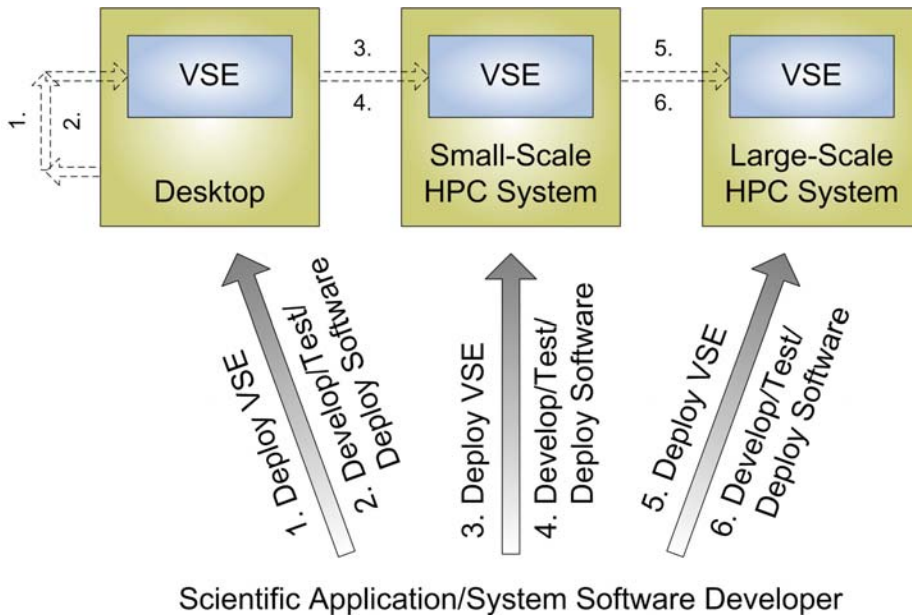 VSE
Desktop
1.
2.
3.
4.
VSE
Small-Scale
HPC System
5.
6.
VSE
Large-Scale
HPC System
1. Deploy VSE
2. Develop/Test/
Deploy Software
3. Deploy VSE
4. Develop/Test/
Deploy Software
5. Deploy VSE
6. Develop/Test/
Deploy Software
Scientific Application/System Software Developer